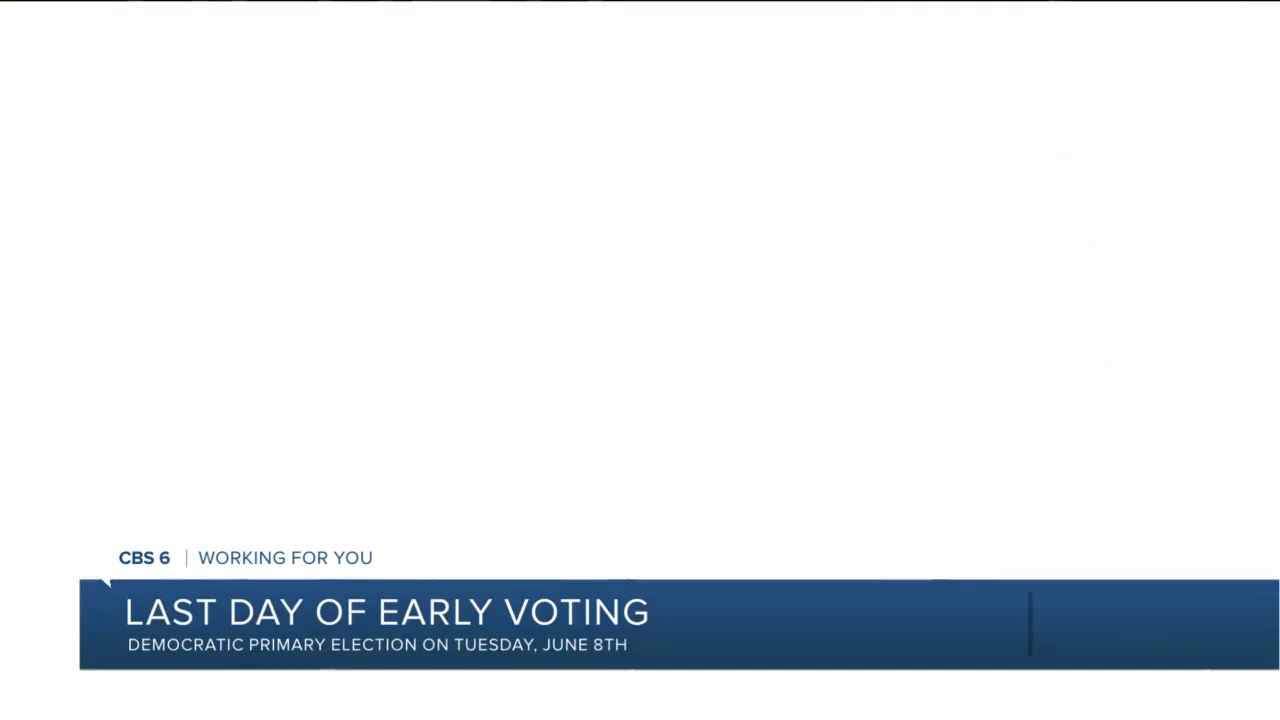 CBS 6 | WORKING FOR YOU
LAST DAY OF EARLY VOTING
DEMOCRATIC PRIMARY ELECTION ON TUESDAY, JUNE 8TH